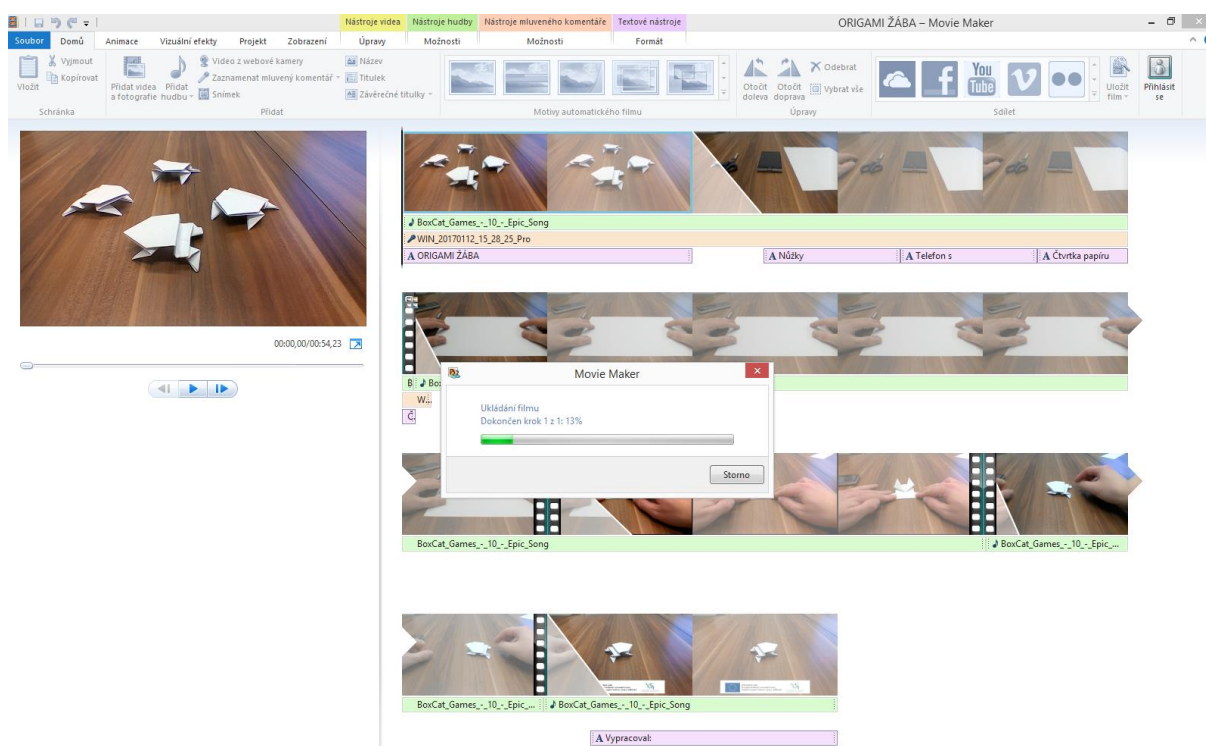 Nástroje videa Nástroje hudby Nástroje mluveného komentáře Textové nástroje ORIGAMI ŽÁBA – Movie Maker
Soubor Domů Animace Vizuální efekty Projekt Zobrazení Úpravy Možnosti Možnosti Formát
Vložit
Vyjmout
Kopírovat
Schránka
Přidat videa
a fotografie
Přidat
hudbu
Video z webové kamery
Zaznamenat mluvený komentář
Snímek
Název
Titulek
Závěrečné titulky
Přidat
Motivy automatického filmu
Otočit
doleva
Otočit
doprava
Odebrat
Vybrat vše
Úpravy
You
Tube
Sdílet
Uložit
film
Přihlásit
se
00:00,00/00:54,23
BoxCat_Games_-_10_-_Epic_Song
WIN_20170112_15_28_25_Pro
ORIGAMI ŽÁBA
Nůžky
Telefon s
Čtvrtka papíru
B
Bo
W...
Č.
Movie Maker
Ukládání filmu
Dokončen krok 1 z 1: 13%
Storno
BoxCat_Games_-_10_-_Epic_Song
BoxCat_Games_-_10_-_Epic_...
BoxCat_Games_-_10_-_Epic_...
BoxCat_Games_-_10_-_Epic_Song
Vypracoval: